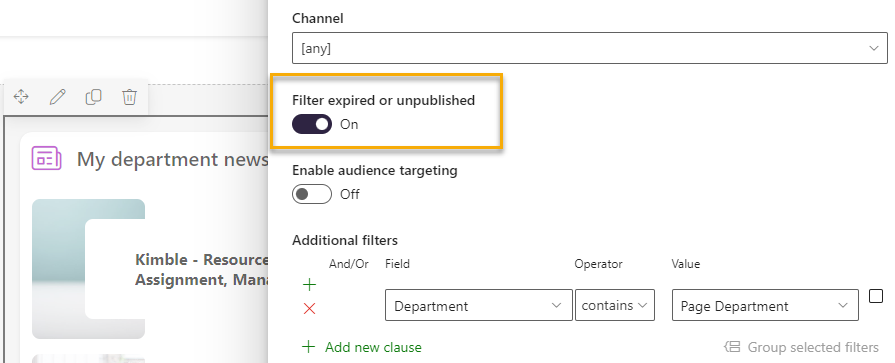 Channel
[any]
Filter expired or unpublished
On
My department news
Enable audience targeting
Off
Kimble - Resource
Assignment, Mana
Additional filters
And/Or Field Operator Value
Department contains Page Department
Add new clause Group selected filters